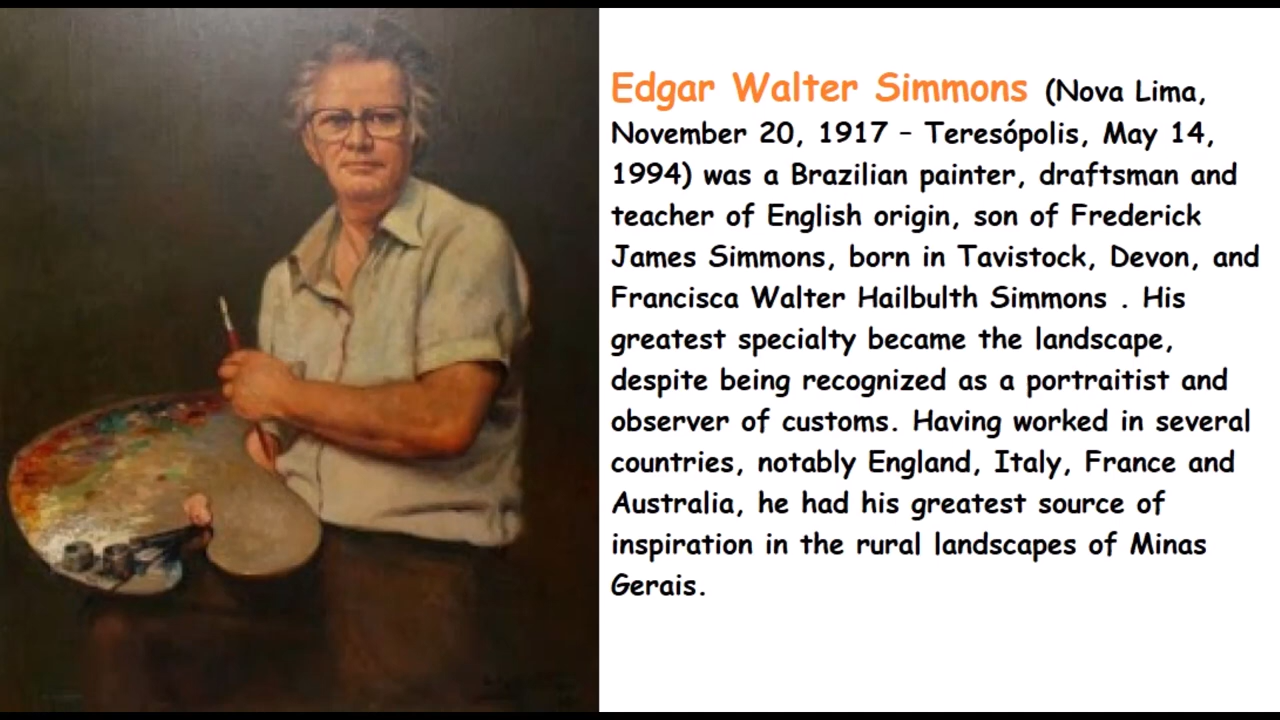 Edgar Walter Simmons (Nova Lima,
November 20, 1917 – Teresópolis, May 14,
1994) was a Brazilian painter, draftsman and
teacher of English origin, son of Frederick
James Simmons, born in Tavistock, Devon, and
Francisca Walter Hailbulth Simmons . His
greatest specialty became the landscape,
despite being recognized as a portraitist and
observer of customs. Having worked in several
countries, notably England, Italy, France and
Australia, he had his greatest source of
inspiration in the rural landscapes of Minas
Gerais.